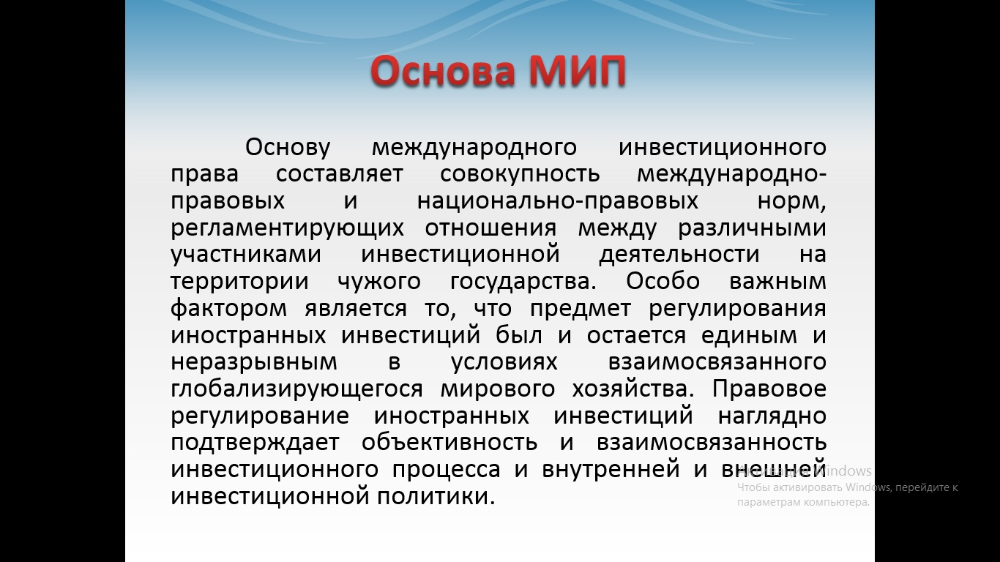 Основа МИП
Основу международного инвестиционного
права составляет совокупность международно-
правовых и национально-правовых норм,
регламентирующих отношения между различными
участниками инвестиционной деятельности на
территории чужого государства. Особо важным
фактором является то, что предмет регулирования
иностранных инвестиций был и остается единым и
неразрывным в условиях взаимосвязанного
глобализирующегося мирового хозяйства. Правовое
регулирование иностранных инвестиций наглядно
подтверждает объективность и взаимосвязанность
инвестиционного процесса и внутренней и внешней
инвестиционной политики.
Активация Windows
Чтобы активировать Windows, перейдите к
параметрам компьютера.